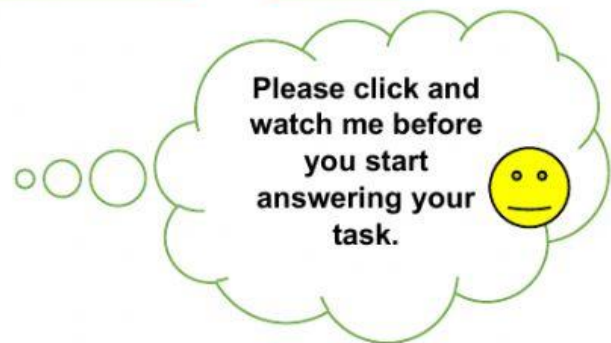 Please click and
watch me before
you start
answering your
task.